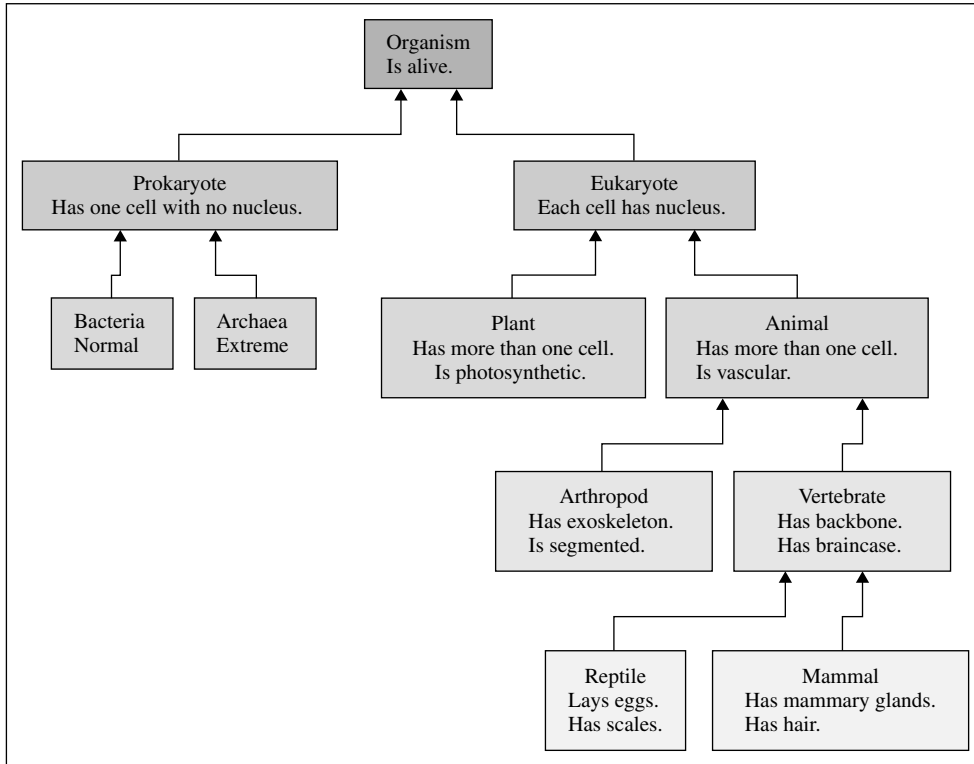 Organism
Is alive.
Prokaryote
Has one cell with no nucleus.
Eukaryote
Each cell has nucleus.
Bacteria
Normal
Archaea
Extreme
Plant
Has more than one cell.
Is photosynthetic.
Animal
Has more than one cell.
Is vascular.
Arthropod
Has exoskeleton.
Is segmented.
Vertebrate
Has backbone.
Has braincase.
Reptile
Lays eggs.
Has scales.
Mammal
Has mammary glands.
Has hair.